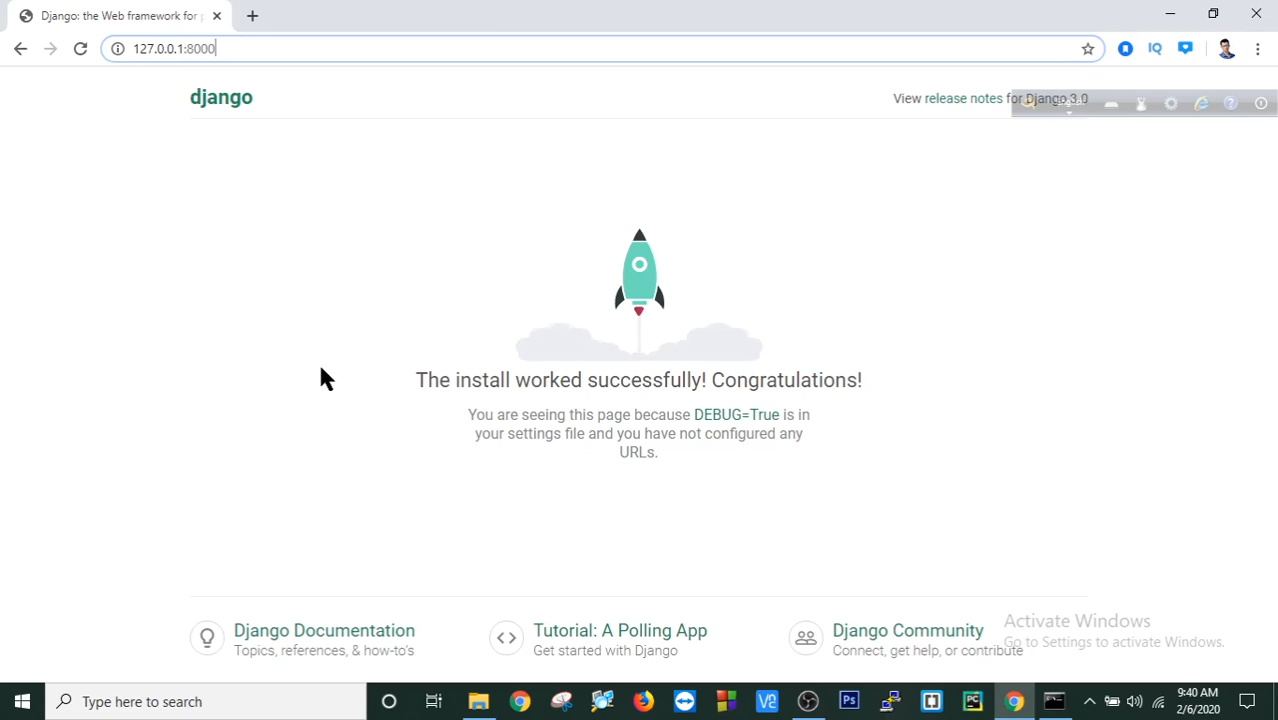 Django: the Web framework for p
127.0.0.1:8000
IQ
django
View release notes for Django 3.0
The install worked successfully! Congratulations!
You are seeing this page because DEBUG=True is in
your settings file and you have not configured any
URLs.
Django Documentation
Topics, references, & how-to's
Tutorial: A Polling App
Get started with Django
Django Community
Connect, get help, or contribute
Activate Windows
Go to Settings to activate Windows.
Type here to search
Ps
PC
9:40 AM
2/6/2020